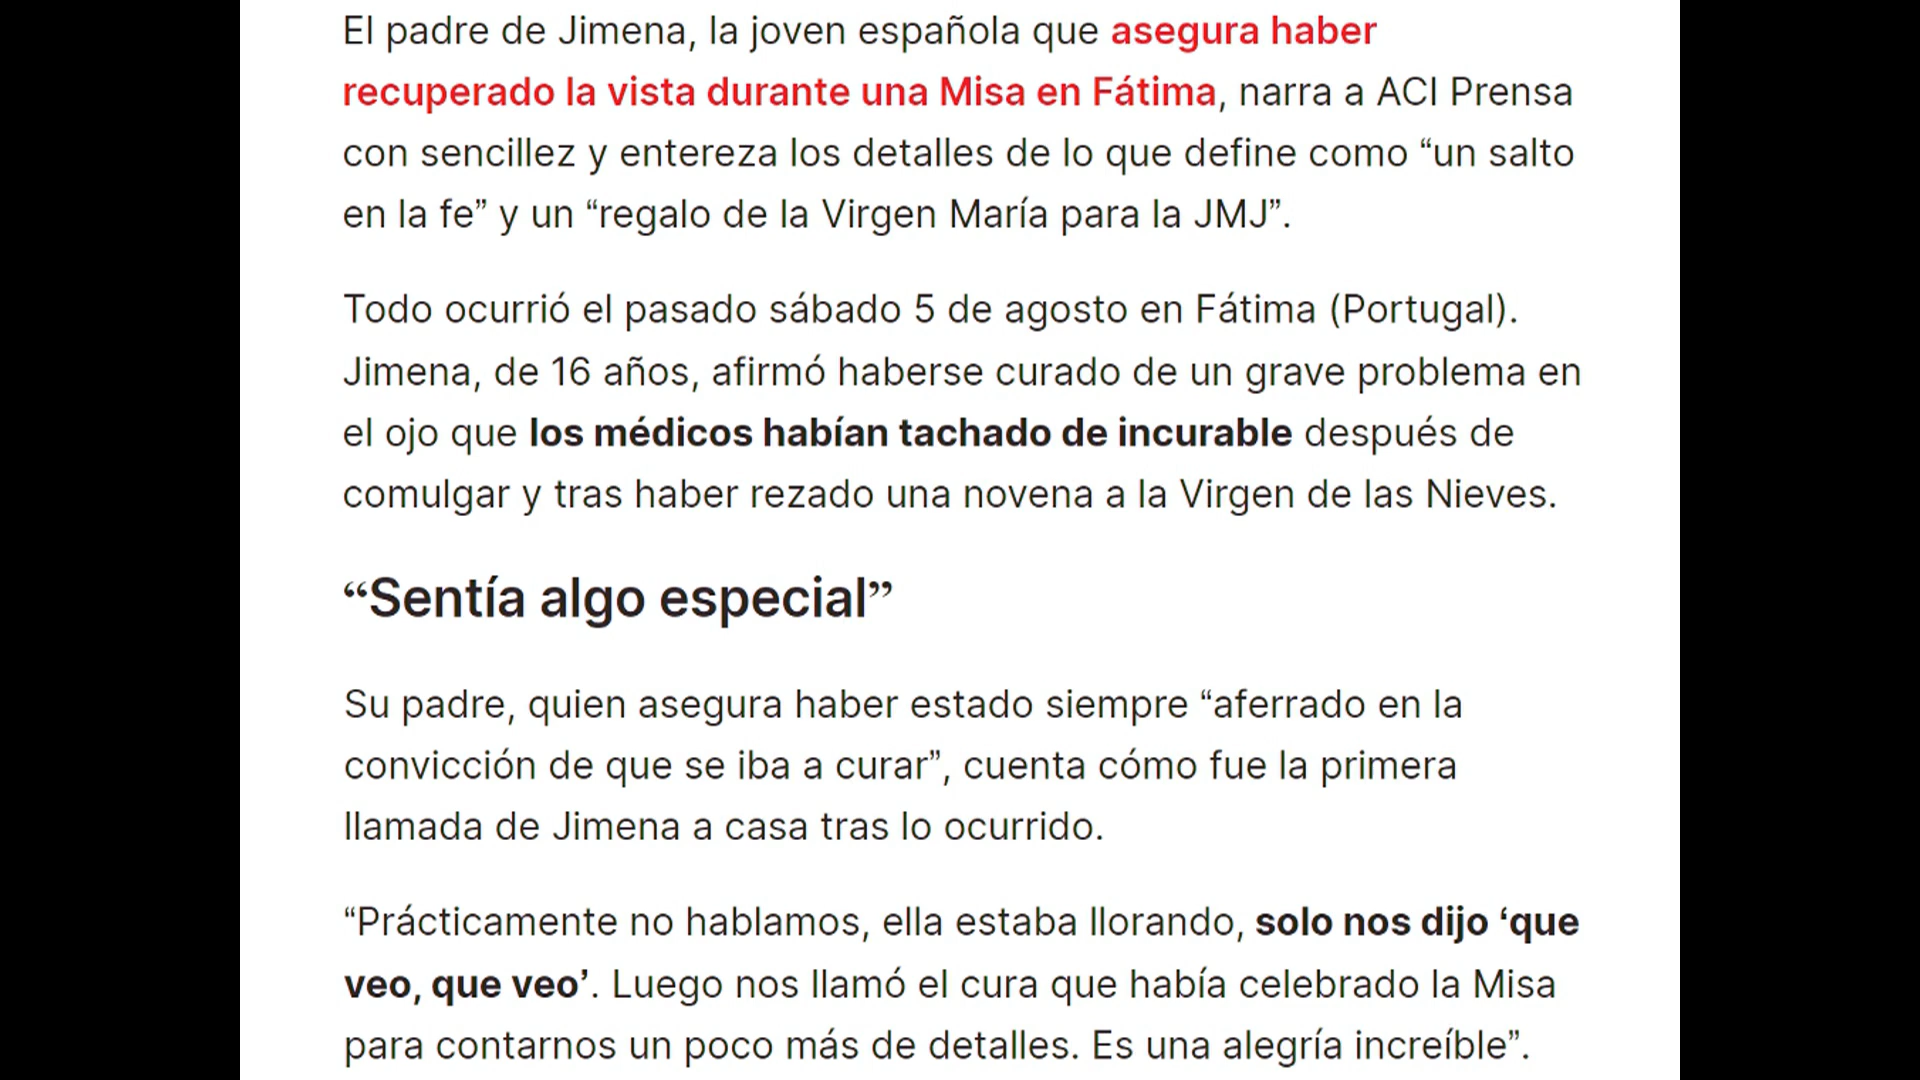 El padre de Jimena, la joven española que asegura haber
recuperado la vista durante una Misa en Fátima, narra a ACI Prensa
con sencillez y entereza los detalles de lo que define como “un salto
en la fe” y un “regalo de la Virgen María para la JMJ”.
Todo ocurrió el pasado sábado 5 de agosto en Fátima (Portugal).
Jimena, de 16 años, afirmó haberse curado de un grave problema en
el ojo que los médicos habían tachado de incurable después de
comulgar y tras haber rezado una novena a la Virgen de las Nieves.
“Sentía algo especial”
Su padre, quien asegura haber estado siempre “aferrado en la
convicción de que se iba a curar”, cuenta cómo fue la primera
llamada de Jimena a casa tras lo ocurrido.
“Prácticamente no hablamos, ella estaba llorando, solo nos dijo ‘que
veo, que veo’. Luego nos llamó el cura que había celebrado la Misa
para contarnos un poco más de detalles. Es una alegría increíble”.